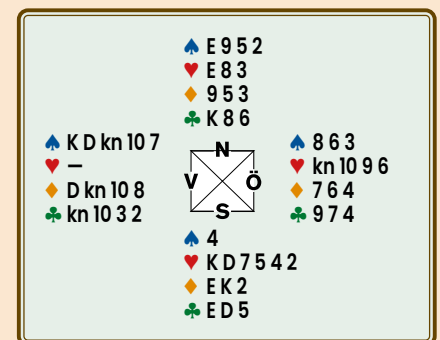 ♠ E 9 5 2
♥ E 8 3
♦ 9 5 3
♣ K 8 6
♠ K D kn 10 7
♥ –
♦ D kn 10 8
♣ kn 10 3 2
N
V Ö
S
♠ 8 6 3
♥ kn 10 9 6
♦ 7 6 4
♣ 9 7 4
♠ 4
♥ K D 7 5 4 2
♦ E K 2
♣ E D 5